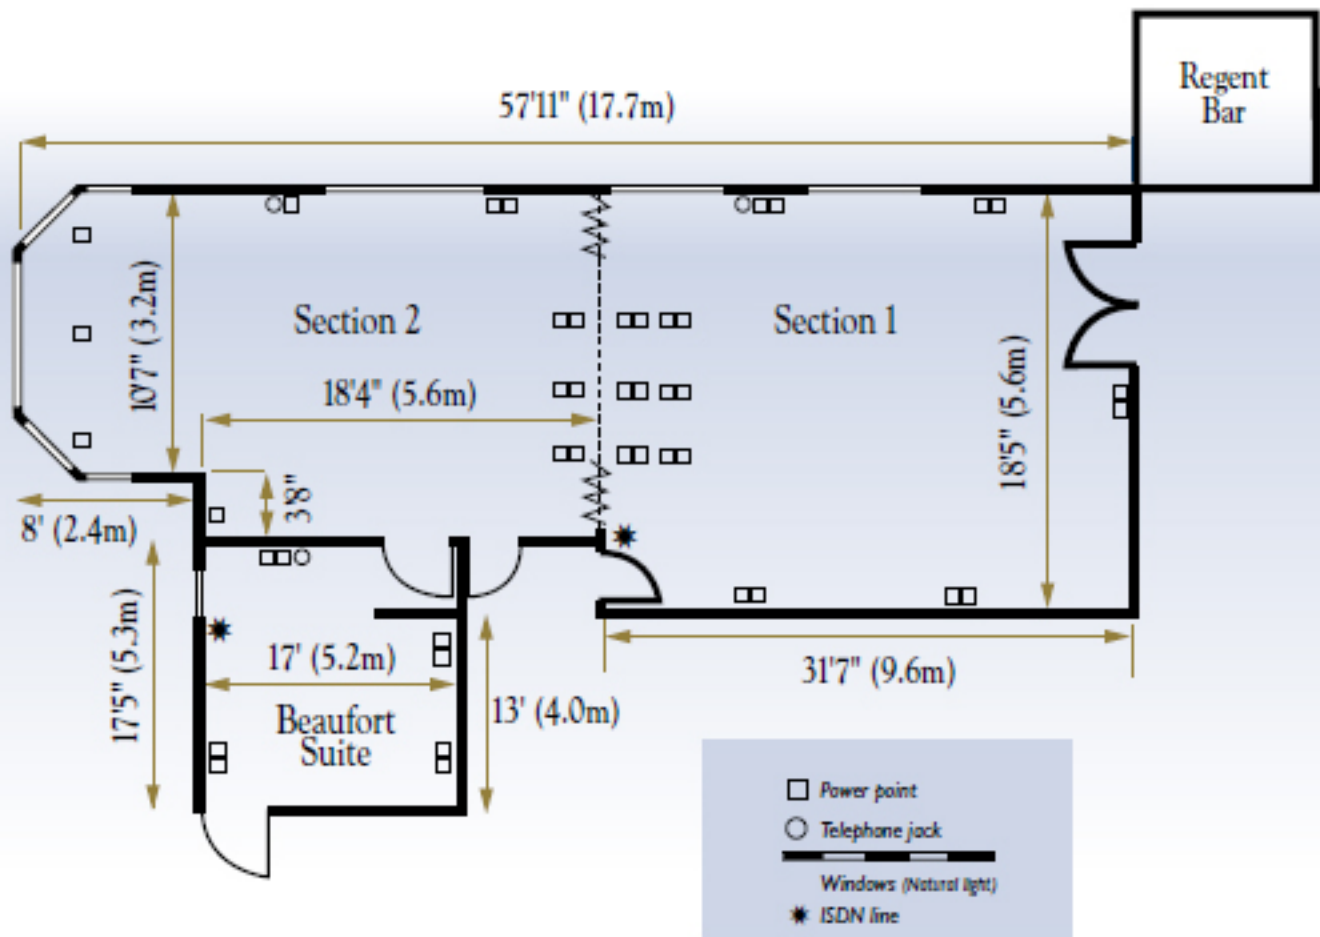 Regent
Bar
57'11" (17.7m)
Section 2
Section 1
10'7" (3.2m)
18'4" (5.6m)
18'5" (5.6m)
3'8"
8' (2.4m)
17'5" (5.3m)
17' (5.2m)
31'7" (9.6m)
13' (4.0m)
Beaufort
Suite
Power point
Telephone jack
Windows (Natural light)
ISDN line